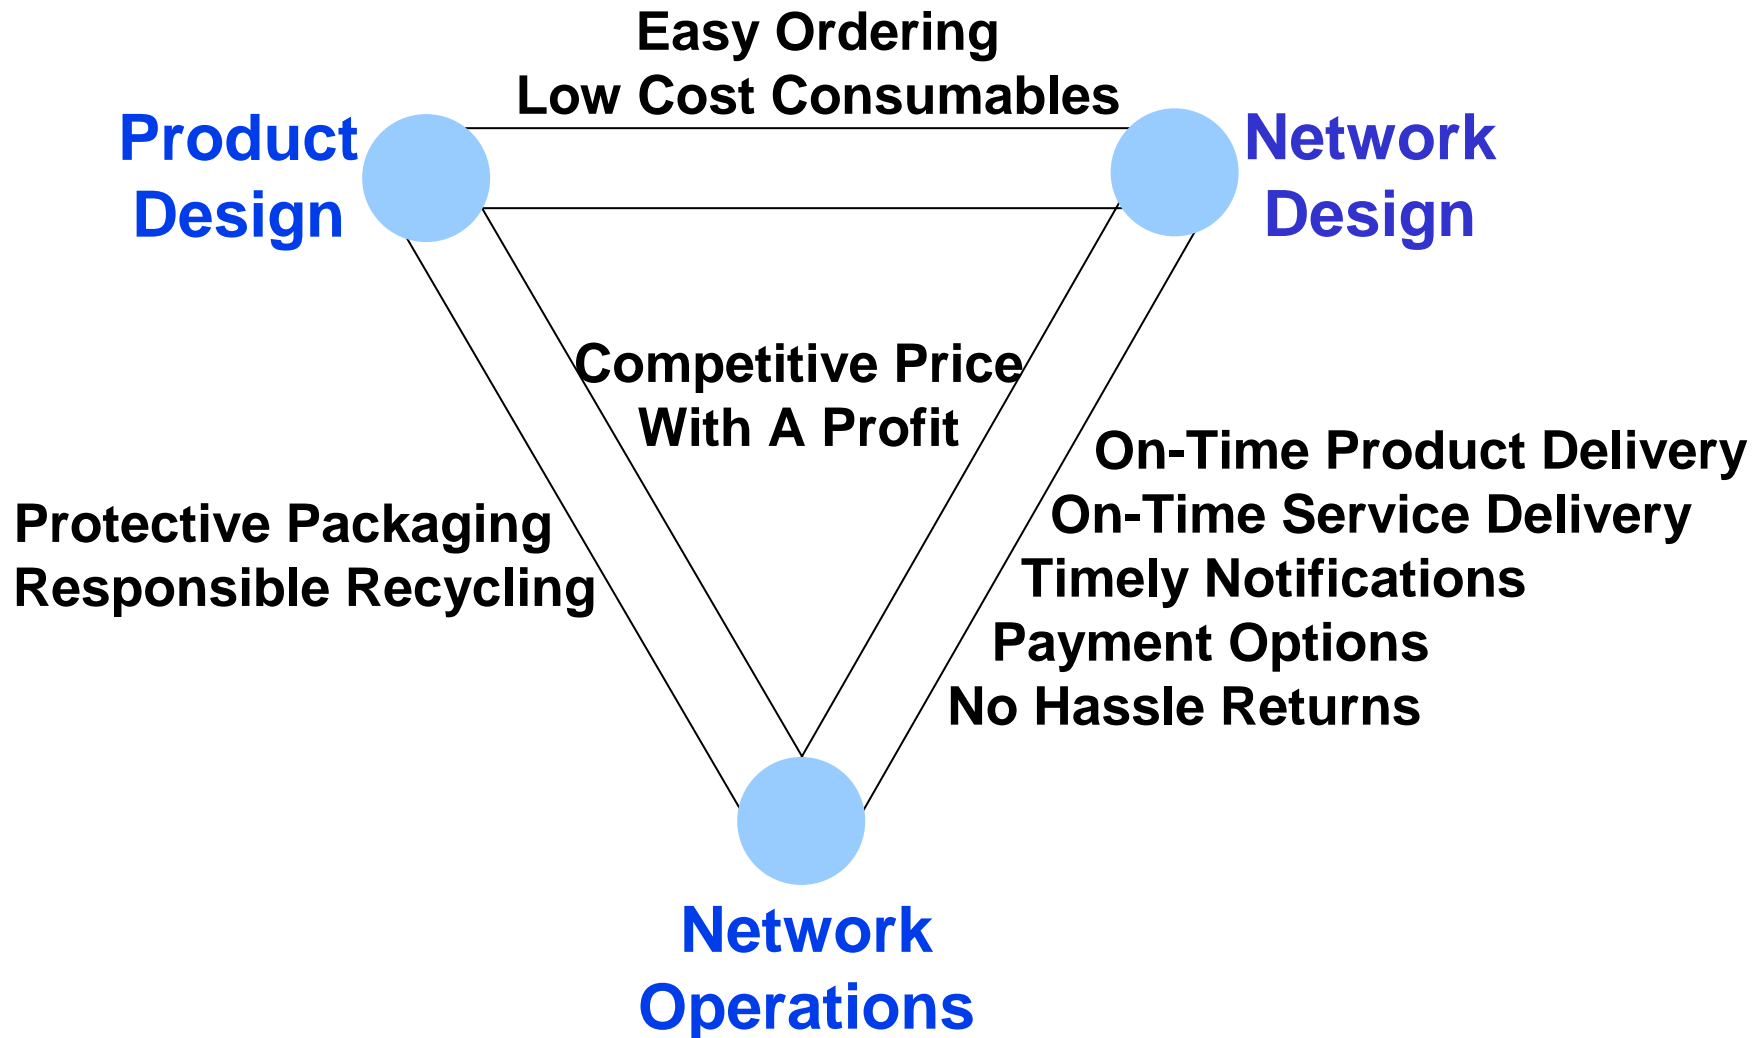 Easy Ordering
Low Cost Consumables
Product
Design
Network
Design
Competitive Price
With A Profit
Protective Packaging
Responsible Recycling
On-Time Product Delivery
On-Time Service Delivery
Timely Notifications
Payment Options
No Hassle Returns
Network
Operations